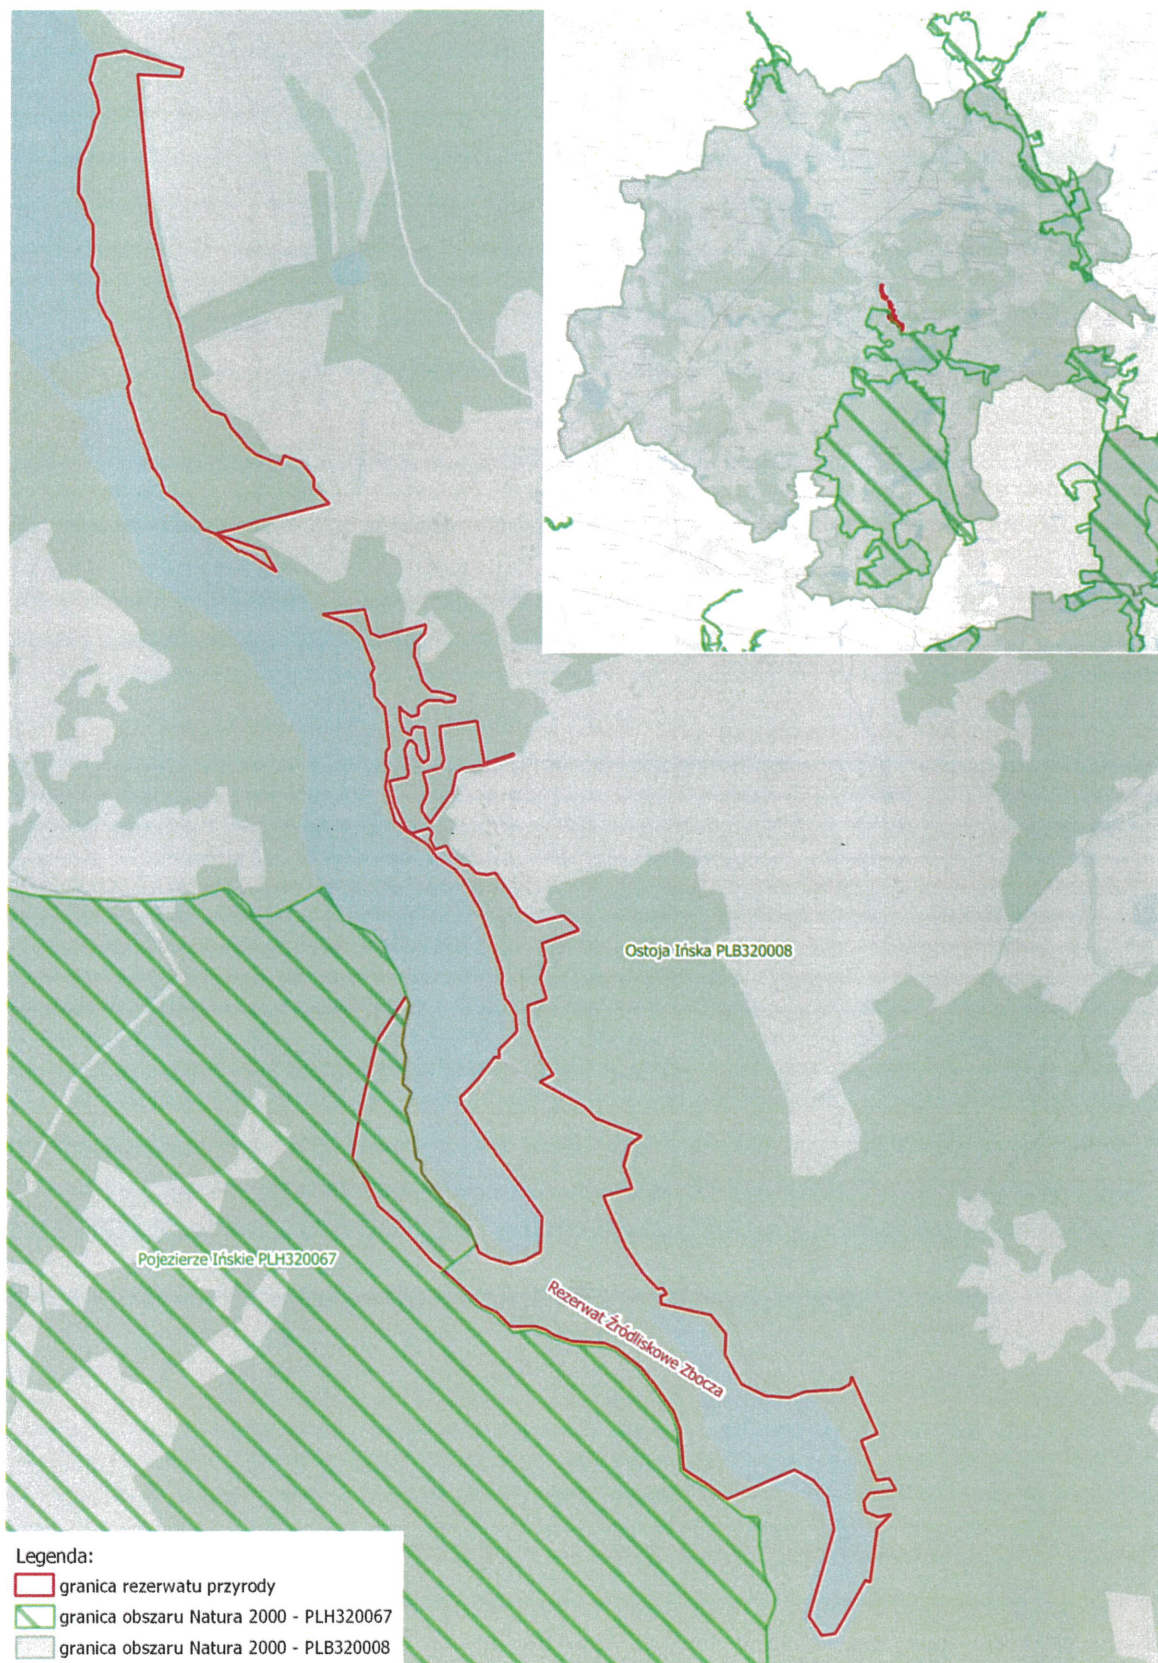 Ostoja Ińska PLB320008
Pojezierze Ińskie PLH320067
Rezerwat Źródliskowe Zbocza
Legenda:
granica rezerwatu przyrody
granica obszaru Natura 2000 - PLH320067
granica obszaru Natura 2000 - PLB320008